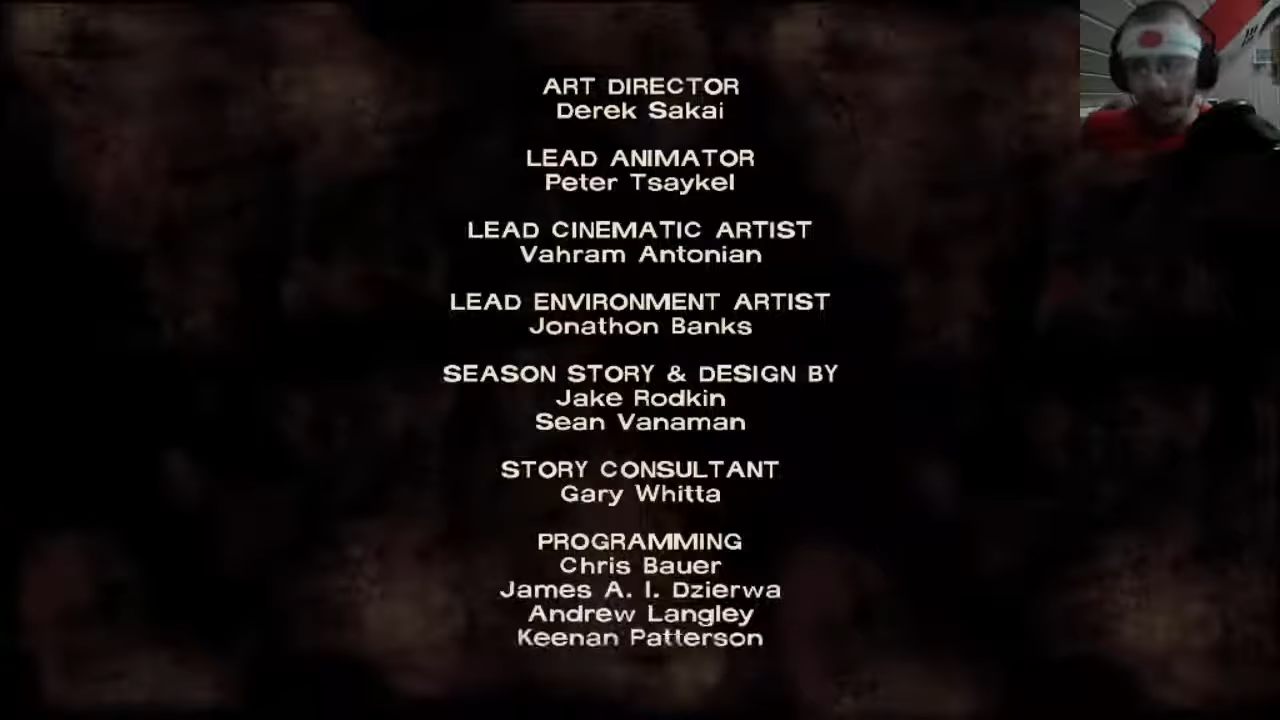 ART DIRECTOR
Derek Sakai
LEAD ANIMATOR
Peter Tsaykel
LEAD CINEMATIC ARTIST
Vahram Antonian
LEAD ENVIRONMENT ARTIST
Jonathon Banks
SEASON STORY & DESIGN BY
Jake Rodkin
Sean Vanaman
STORY CONSULTANT
Gary Whitta
PROGRAMMING
Chris Bauer
James A. I. Dzierwa
Andrew Langley
Keenan Patterson